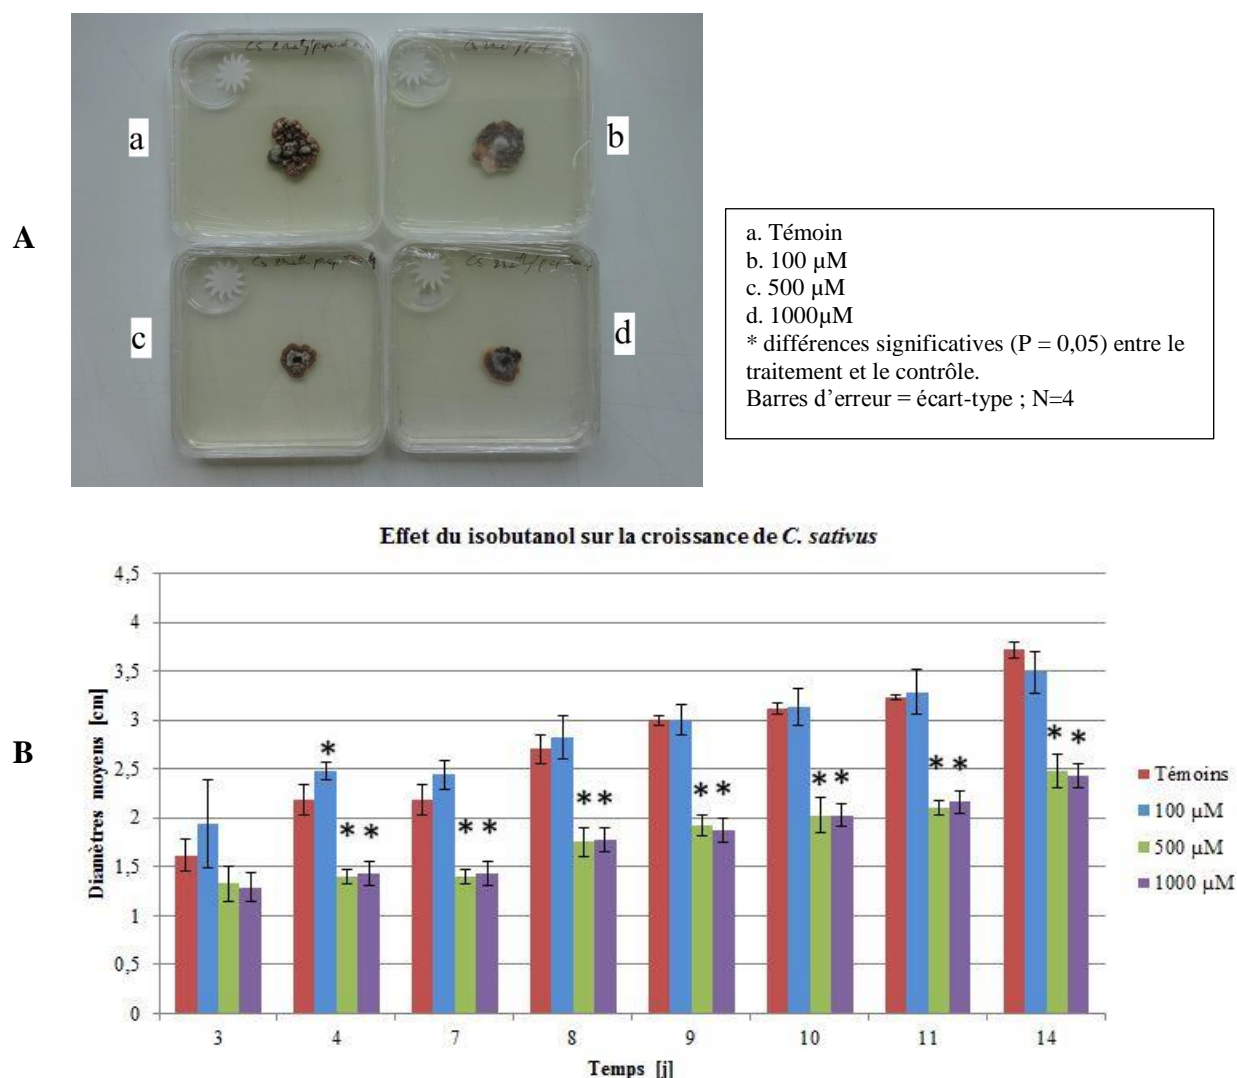 a
b
A
c
d
a. Témoin
b. 100 µM
c. 500 µM
d. 1000µM
* différences significatives (P = 0,05) entre le
traitement et le contrôle.
Barres d’erreur = écart-type ; N=4
B
Effet du isobutanol sur la croissance de C. sativus
Diamètres moyens [cm]
4,5
4
3,5
3
2,5
2
1,5
1
0,5
0
3 4 7 8 9 10 11 14
Temps [j]
Témoins
100 µM
500 µM
1000 µM